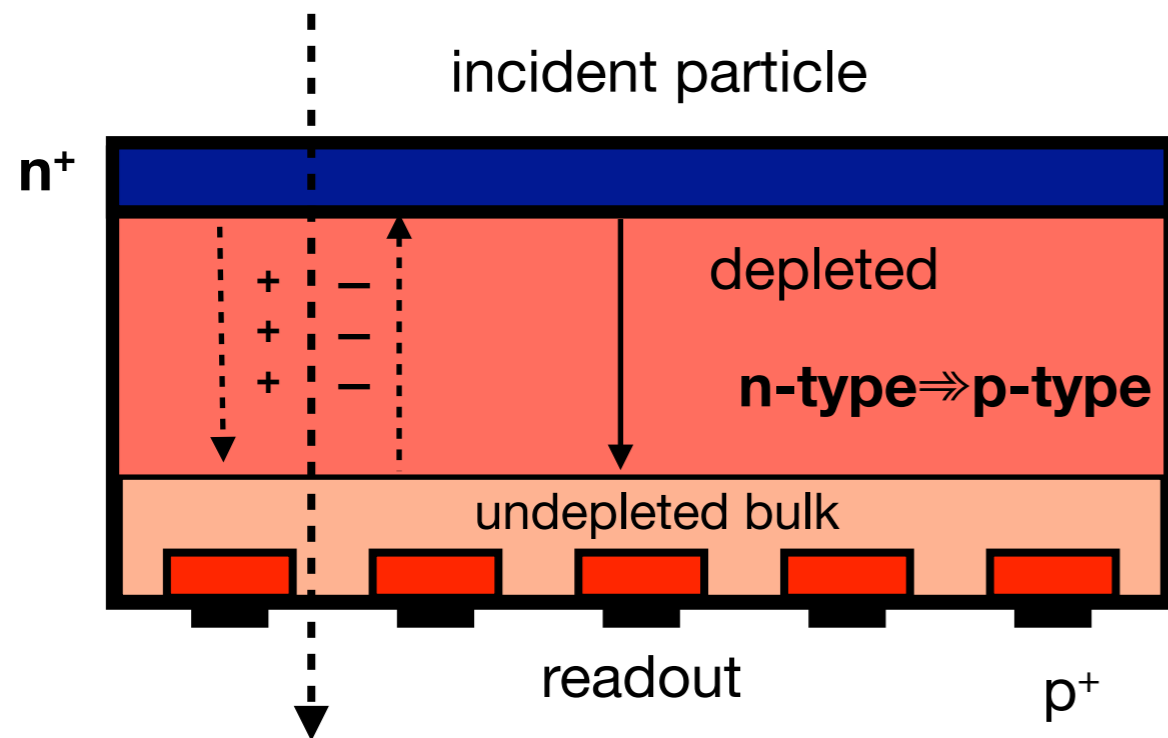 incident particle
n⁺
+ −
depleted
+ −
+ −
n-type⇒p-type
undepleted bulk
readout
p⁺